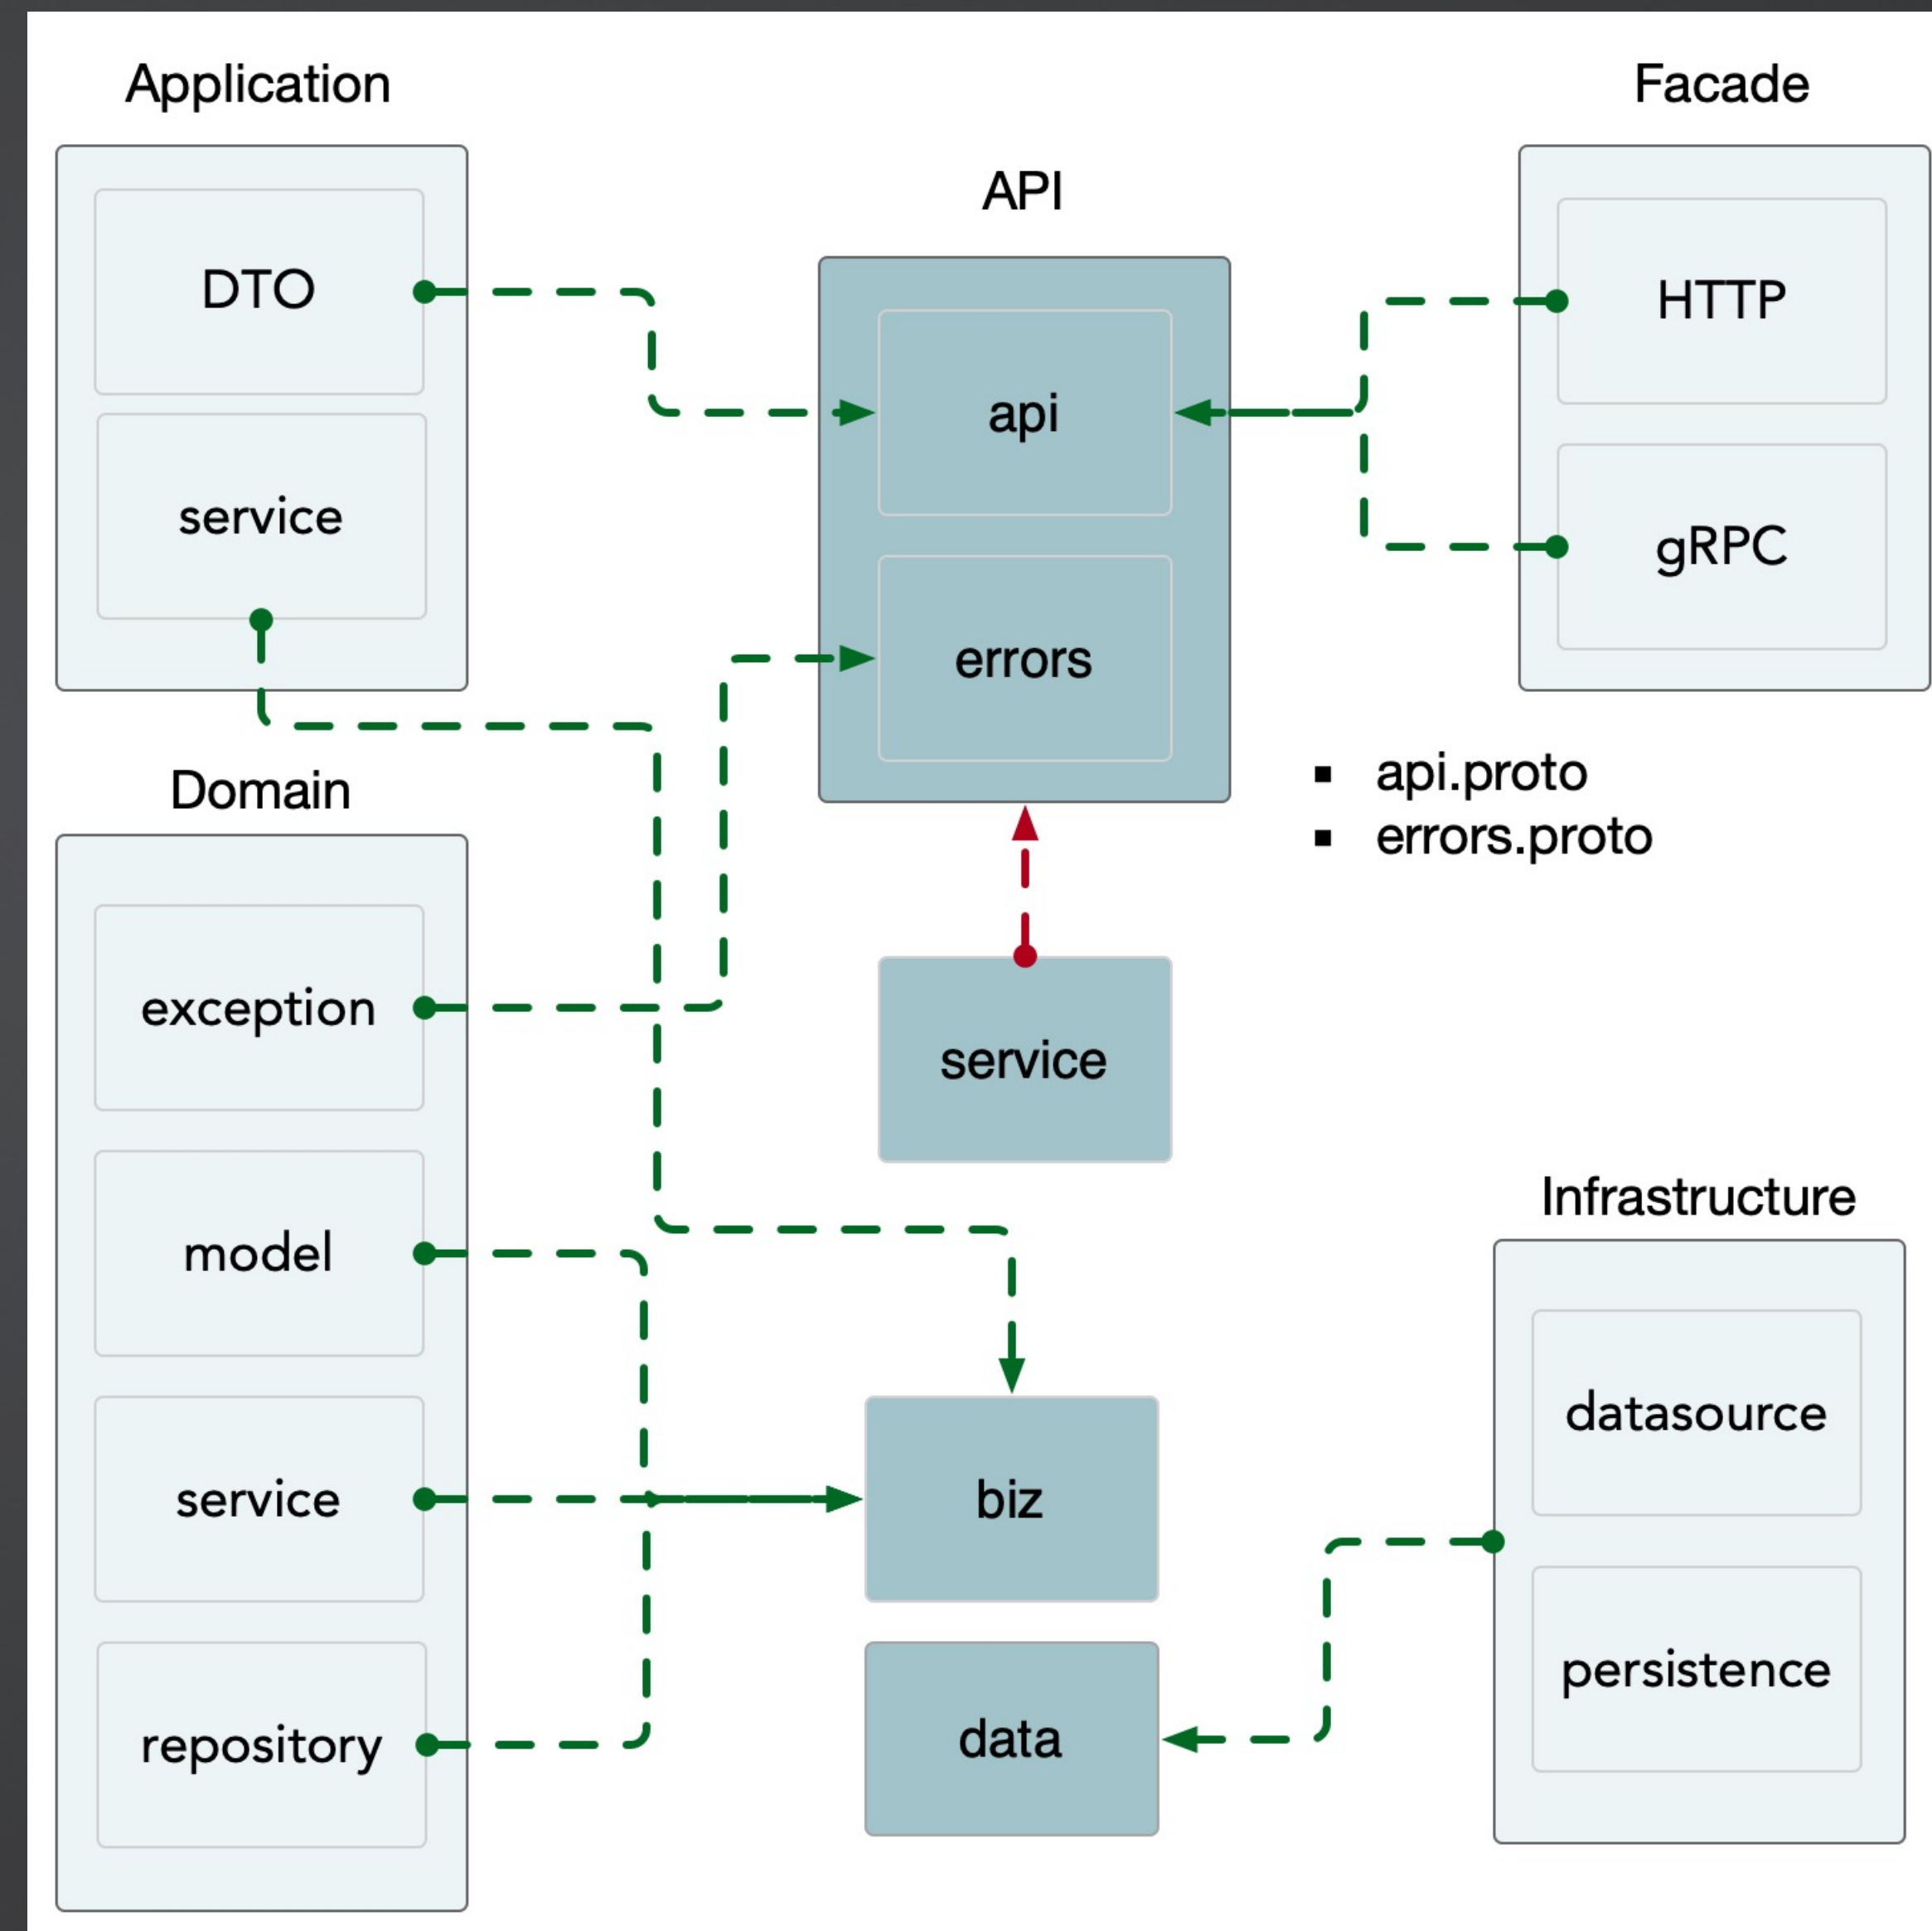 Application
DTO
service
Domain
exception
model
service
repository
API
api
errors
service
biz
data
Facade
HTTP
gRPC
▪ api.proto
▪ errors.proto
Infrastructure
datasource
persistence